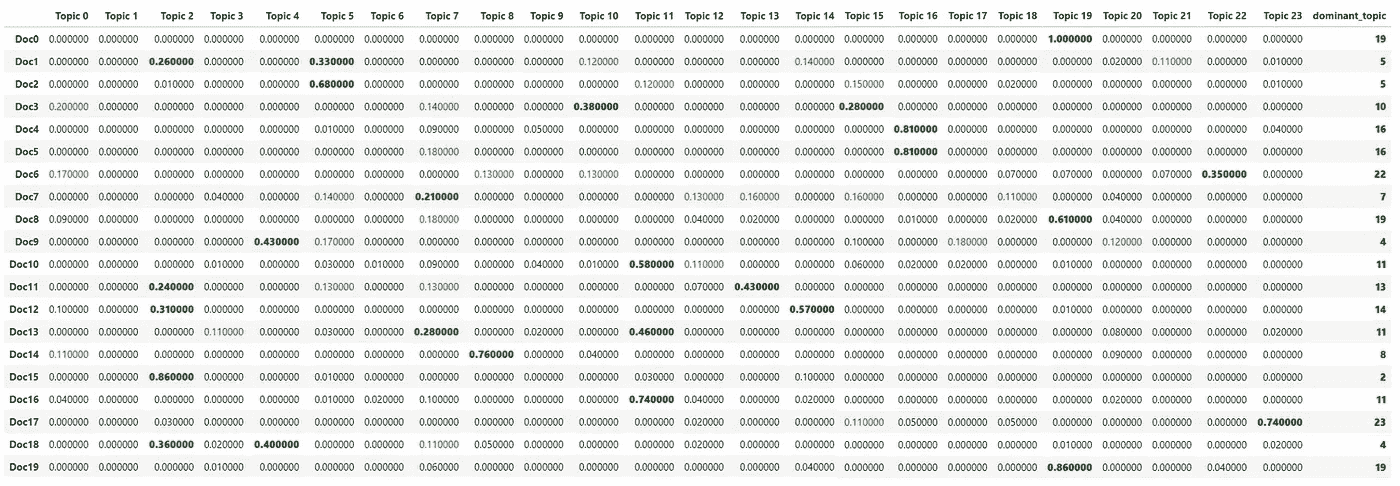 Topic 0 Topic 1 Topic 2 Topic 3 Topic 4 Topic 5 Topic 6 Topic 7 Topic 8 Topic 9 Topic 10 Topic 11 Topic 12 Topic 13 Topic 14 Topic 15 Topic 16 Topic 17 Topic 18 Topic 19 Topic 20 Topic 21 Topic 22 Topic 23 dominant_topic
Doc0 0.000000 0.000000 0.000000 0.000000 0.000000 0.000000 0.000000 0.000000 0.000000 0.000000 0.000000 0.000000 0.000000 0.000000 0.000000 0.000000 0.000000 0.000000 0.000000 1.000000 0.000000 0.000000 0.000000 0.000000 19
Doc1 0.000000 0.000000 0.260000 0.000000 0.000000 0.330000 0.000000 0.000000 0.000000 0.000000 0.120000 0.000000 0.000000 0.000000 0.140000 0.000000 0.000000 0.000000 0.000000 0.000000 0.020000 0.110000 0.000000 0.010000 5
Doc2 0.000000 0.000000 0.010000 0.000000 0.000000 0.680000 0.000000 0.000000 0.000000 0.000000 0.000000 0.120000 0.000000 0.000000 0.000000 0.150000 0.000000 0.000000 0.020000 0.000000 0.000000 0.000000 0.000000 0.010000 5
Doc3 0.200000 0.000000 0.000000 0.000000 0.000000 0.000000 0.000000 0.140000 0.000000 0.000000 0.380000 0.000000 0.000000 0.000000 0.000000 0.280000 0.000000 0.000000 0.000000 0.000000 0.000000 0.000000 0.000000 0.000000 10
Doc4 0.000000 0.000000 0.000000 0.000000 0.000000 0.010000 0.000000 0.090000 0.000000 0.050000 0.000000 0.000000 0.000000 0.000000 0.000000 0.000000 0.810000 0.000000 0.000000 0.000000 0.000000 0.000000 0.000000 0.040000 16
Doc5 0.000000 0.000000 0.000000 0.000000 0.000000 0.000000 0.000000 0.180000 0.000000 0.000000 0.000000 0.000000 0.000000 0.000000 0.000000 0.000000 0.810000 0.000000 0.000000 0.000000 0.000000 0.000000 0.000000 0.000000 16
Doc6 0.170000 0.000000 0.000000 0.000000 0.000000 0.000000 0.000000 0.000000 0.130000 0.000000 0.130000 0.000000 0.000000 0.000000 0.000000 0.000000 0.000000 0.000000 0.070000 0.070000 0.000000 0.070000 0.350000 0.000000 22
Doc7 0.000000 0.000000 0.000000 0.040000 0.000000 0.140000 0.000000 0.210000 0.000000 0.000000 0.000000 0.000000 0.130000 0.160000 0.000000 0.160000 0.000000 0.000000 0.110000 0.000000 0.040000 0.000000 0.000000 0.000000 7
Doc8 0.090000 0.000000 0.000000 0.000000 0.000000 0.000000 0.000000 0.180000 0.000000 0.000000 0.000000 0.000000 0.040000 0.020000 0.000000 0.000000 0.010000 0.000000 0.020000 0.610000 0.040000 0.000000 0.000000 0.000000 19
Doc9 0.000000 0.000000 0.000000 0.000000 0.430000 0.170000 0.000000 0.000000 0.000000 0.000000 0.000000 0.000000 0.000000 0.000000 0.000000 0.100000 0.000000 0.180000 0.000000 0.000000 0.120000 0.000000 0.000000 0.000000 4
Doc10 0.000000 0.000000 0.000000 0.010000 0.000000 0.030000 0.010000 0.090000 0.000000 0.040000 0.010000 0.580000 0.110000 0.000000 0.000000 0.060000 0.020000 0.020000 0.000000 0.010000 0.000000 0.000000 0.000000 0.000000 11
Doc11 0.000000 0.000000 0.240000 0.000000 0.000000 0.130000 0.000000 0.130000 0.000000 0.000000 0.000000 0.000000 0.070000 0.430000 0.000000 0.000000 0.000000 0.000000 0.000000 0.000000 0.000000 0.000000 0.000000 0.000000 13
Doc12 0.100000 0.000000 0.310000 0.000000 0.000000 0.000000 0.000000 0.000000 0.000000 0.000000 0.000000 0.000000 0.000000 0.000000 0.570000 0.000000 0.000000 0.000000 0.000000 0.010000 0.000000 0.000000 0.000000 0.000000 14
Doc13 0.000000 0.000000 0.000000 0.110000 0.000000 0.030000 0.000000 0.280000 0.000000 0.020000 0.000000 0.460000 0.000000 0.000000 0.000000 0.000000 0.000000 0.000000 0.000000 0.000000 0.080000 0.000000 0.000000 0.020000 11
Doc14 0.110000 0.000000 0.000000 0.000000 0.000000 0.000000 0.000000 0.000000 0.760000 0.000000 0.040000 0.000000 0.000000 0.000000 0.000000 0.000000 0.000000 0.000000 0.000000 0.000000 0.090000 0.000000 0.000000 0.000000 8
Doc15 0.000000 0.000000 0.860000 0.000000 0.000000 0.010000 0.000000 0.000000 0.000000 0.000000 0.000000 0.030000 0.000000 0.000000 0.100000 0.000000 0.000000 0.000000 0.000000 0.000000 0.000000 0.000000 0.000000 0.000000 2
Doc16 0.040000 0.000000 0.000000 0.000000 0.000000 0.010000 0.020000 0.100000 0.000000 0.000000 0.000000 0.740000 0.040000 0.000000 0.020000 0.000000 0.000000 0.000000 0.000000 0.000000 0.020000 0.000000 0.000000 0.000000 11
Doc17 0.000000 0.000000 0.030000 0.000000 0.000000 0.000000 0.000000 0.000000 0.000000 0.000000 0.000000 0.000000 0.020000 0.000000 0.000000 0.110000 0.050000 0.000000 0.050000 0.000000 0.000000 0.000000 0.000000 0.740000 23
Doc18 0.000000 0.000000 0.360000 0.020000 0.400000 0.000000 0.000000 0.110000 0.050000 0.000000 0.000000 0.000000 0.020000 0.000000 0.000000 0.000000 0.000000 0.000000 0.000000 0.010000 0.000000 0.000000 0.000000 0.020000 4
Doc19 0.000000 0.000000 0.000000 0.010000 0.000000 0.000000 0.000000 0.060000 0.000000 0.000000 0.000000 0.000000 0.000000 0.000000 0.040000 0.000000 0.000000 0.000000 0.000000 0.860000 0.000000 0.000000 0.040000 0.000000 19